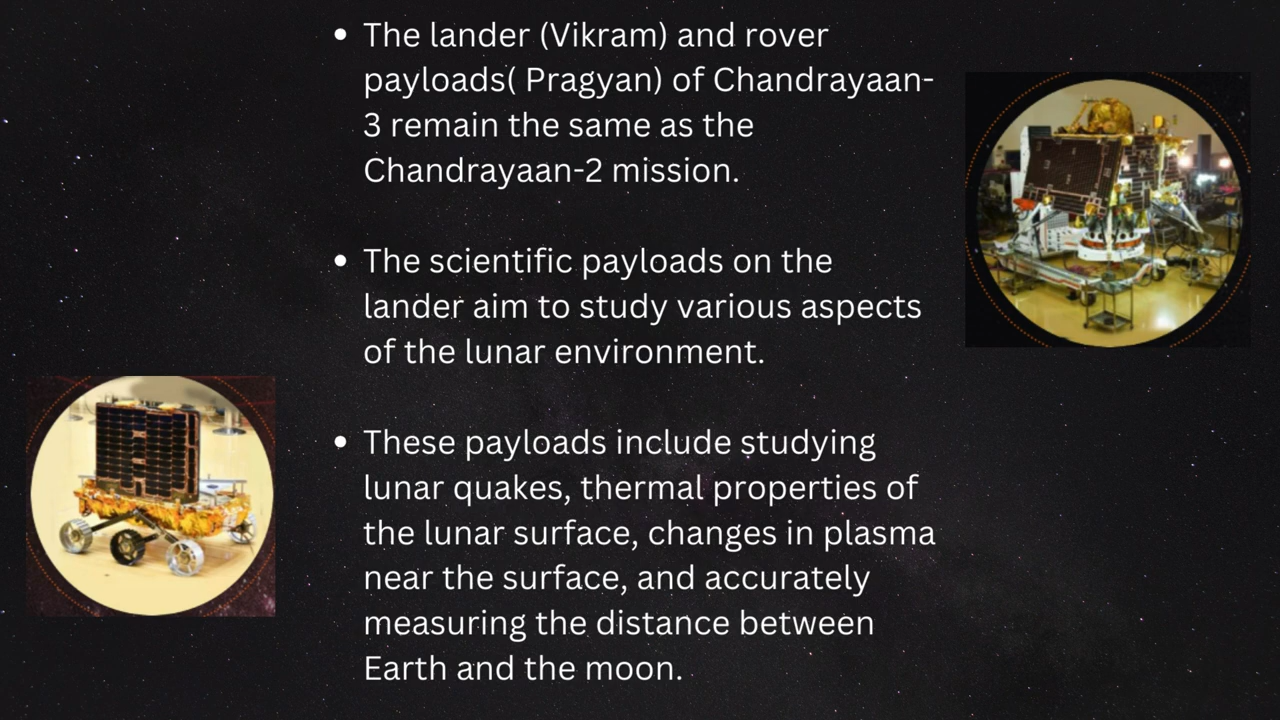 The lander (Vikram) and rover
payloads( Pragyan) of Chandrayaan-
3 remain the same as the
Chandrayaan-2 mission.
The scientific payloads on the
lander aim to study various aspects
of the lunar environment.
These payloads include studying
lunar quakes, thermal properties of
the lunar surface, changes in plasma
near the surface, and accurately
measuring the distance between
Earth and the moon.